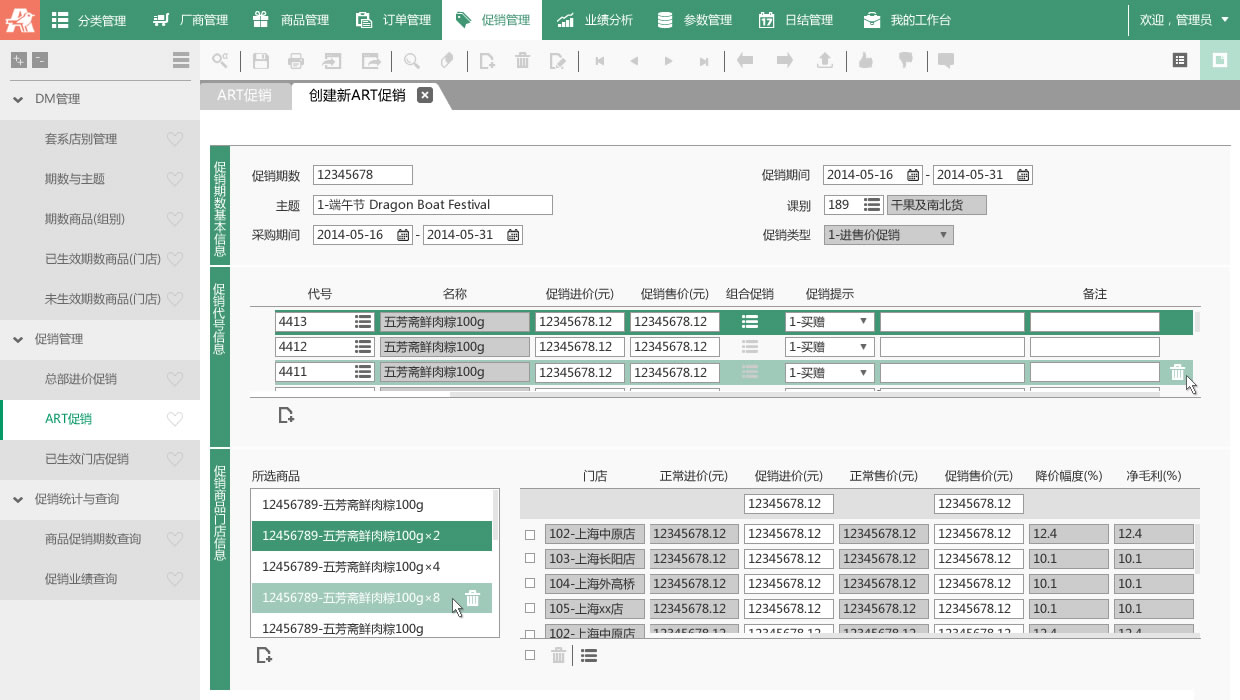 分类管理 厂商管理 商品管理 订单管理 促销管理 业绩分析 参数管理 日结管理 我的工作台 欢迎，管理员
ART促销 创建新ART促销
DM管理
套系店别管理
期数与主题
期数商品(组别)
已生效期数商品(门店)
未生效期数商品(门店)
促销管理
总部进价促销
ART促销
已生效门店促销
促销统计与查询
商品促销期数查询
促销业绩查询
促销期数基本信息
促销期数 12345678 促销期间 2014-05-16 - 2014-05-31
主题 1-端午节 Dragon Boat Festival 课别 189 干果及南北货
采购期间 2014-05-16 - 2014-05-31 促销类型 1-进售价促销
促销代号信息
代号 名称 促销进价(元) 促销售价(元) 组合促销 促销提示 备注
4413 五芳斋鲜肉粽100g 12345678.12 12345678.12 1-买赠
4412 五芳斋鲜肉粽100g 12345678.12 12345678.12 1-买赠
4411 五芳斋鲜肉粽100g 12345678.12 12345678.12 1-买赠
促销商品门店信息
所选商品
12456789-五芳斋鲜肉粽100g
12456789-五芳斋鲜肉粽100g×2
12456789-五芳斋鲜肉粽100g×4
12456789-五芳斋鲜肉粽100g×8
12456789-五芳斋鲜肉粽100g
门店 正常进价(元) 促销进价(元) 正常售价(元) 促销售价(元) 降价幅度(%) 净毛利(%)
12345678.12 12345678.12
102-上海中原店 12345678.12 12345678.12 12345678.12 12345678.12 12.4 12.4
103-上海长阳店 12345678.12 12345678.12 12345678.12 12345678.12 10.1 10.1
104-上海外高桥 12345678.12 12345678.12 12345678.12 12345678.12 10.1 10.1
105-上海xx店 12345678.12 12345678.12 12345678.12 12345678.12 10.1 10.1
102-上海中原店 12345678.12 12345678.12 12345678.12 12345678.12 12.4 12.4